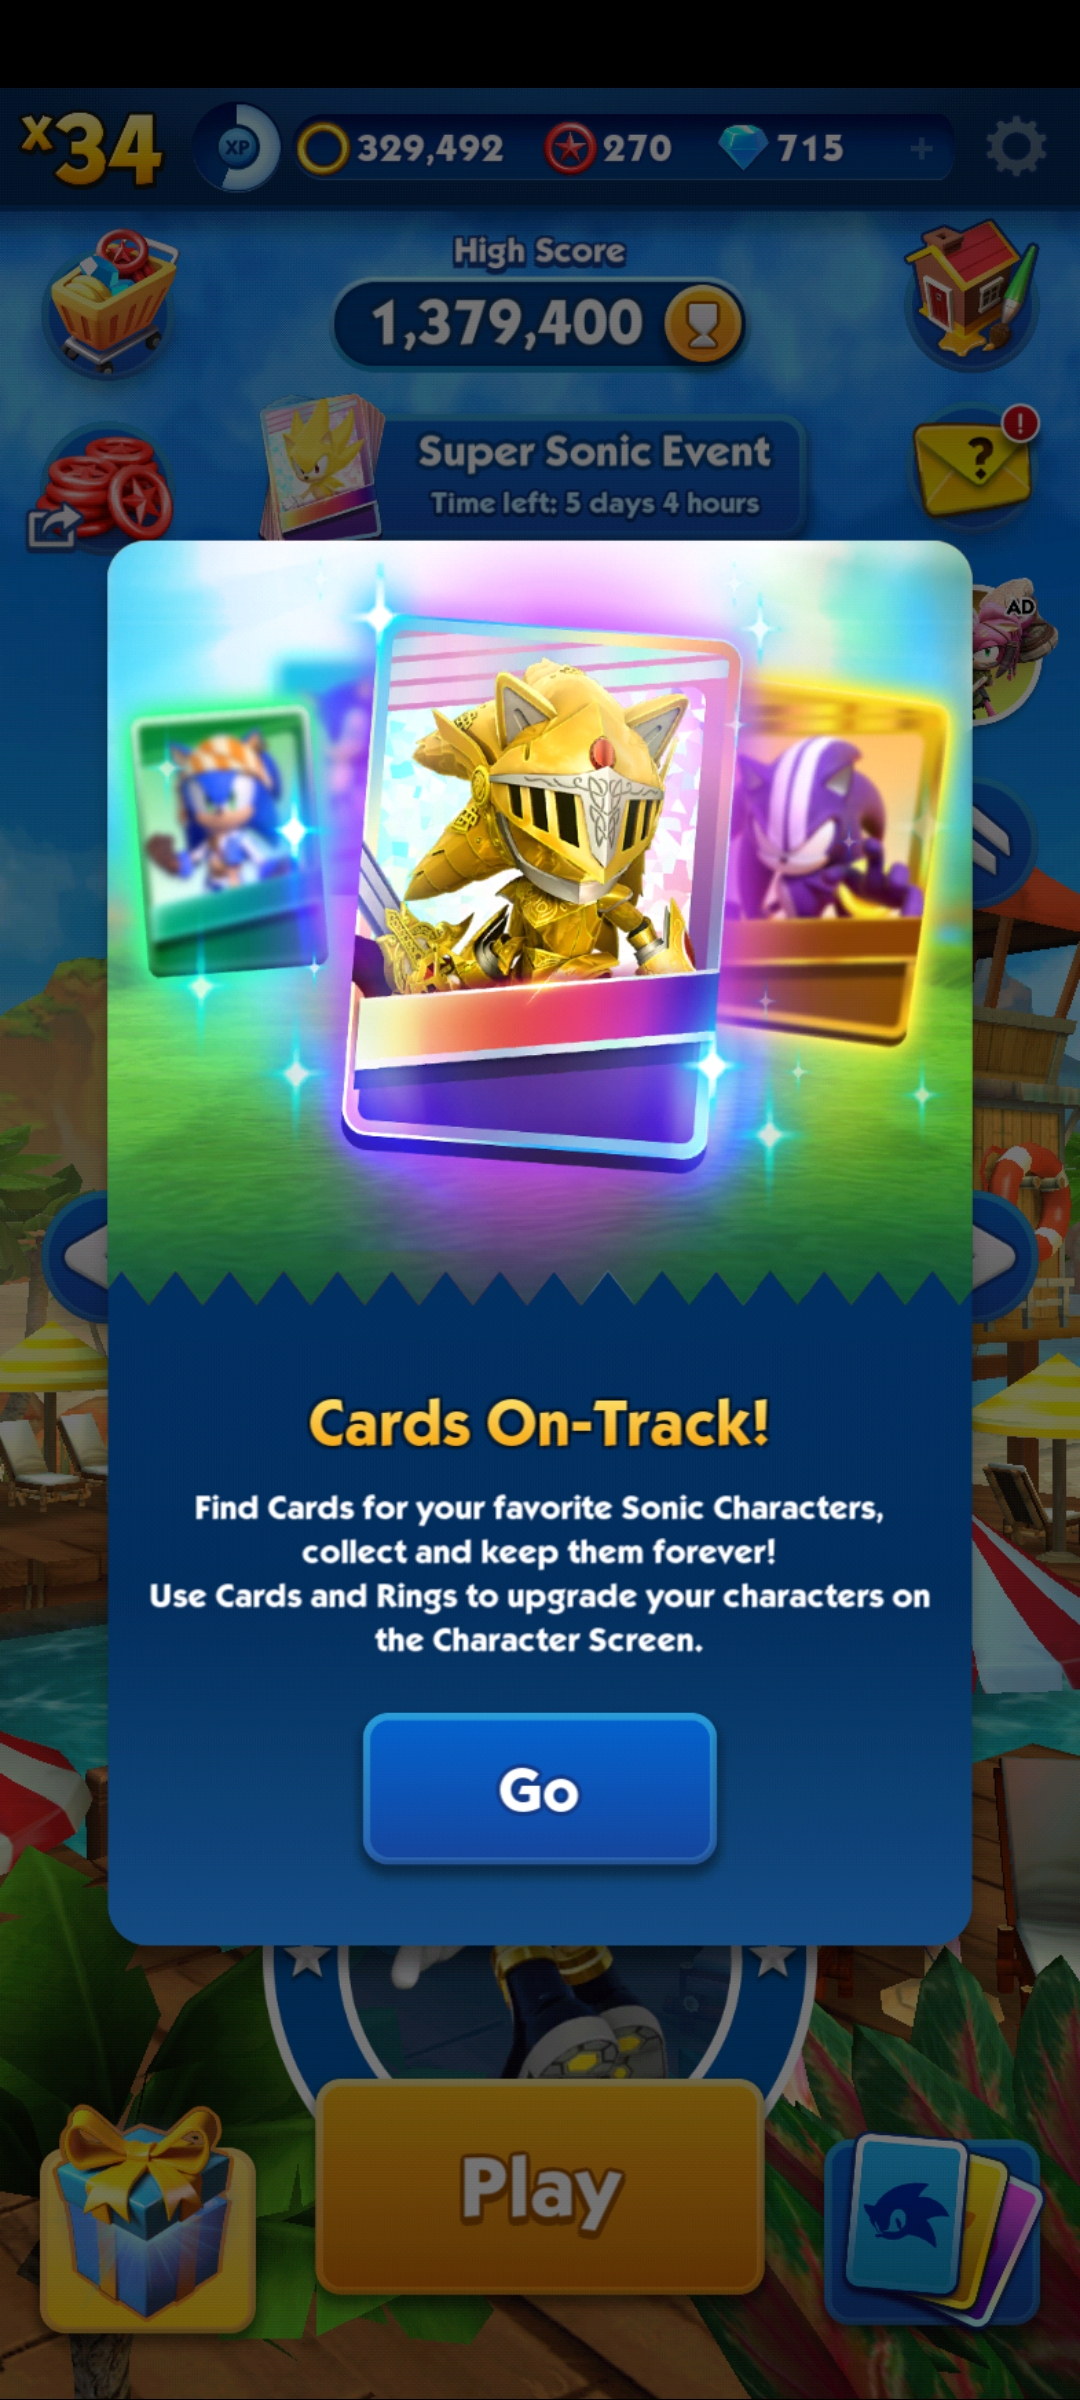 x34
XP
329,492
270
715
+
High Score
1,379,400
Super Sonic Event
Time left: 5 days 4 hours
?
!
AD
Cards On-Track!
Find Cards for your favorite Sonic Characters,
collect and keep them forever!
Use Cards and Rings to upgrade your characters on
the Character Screen.
Go
Play